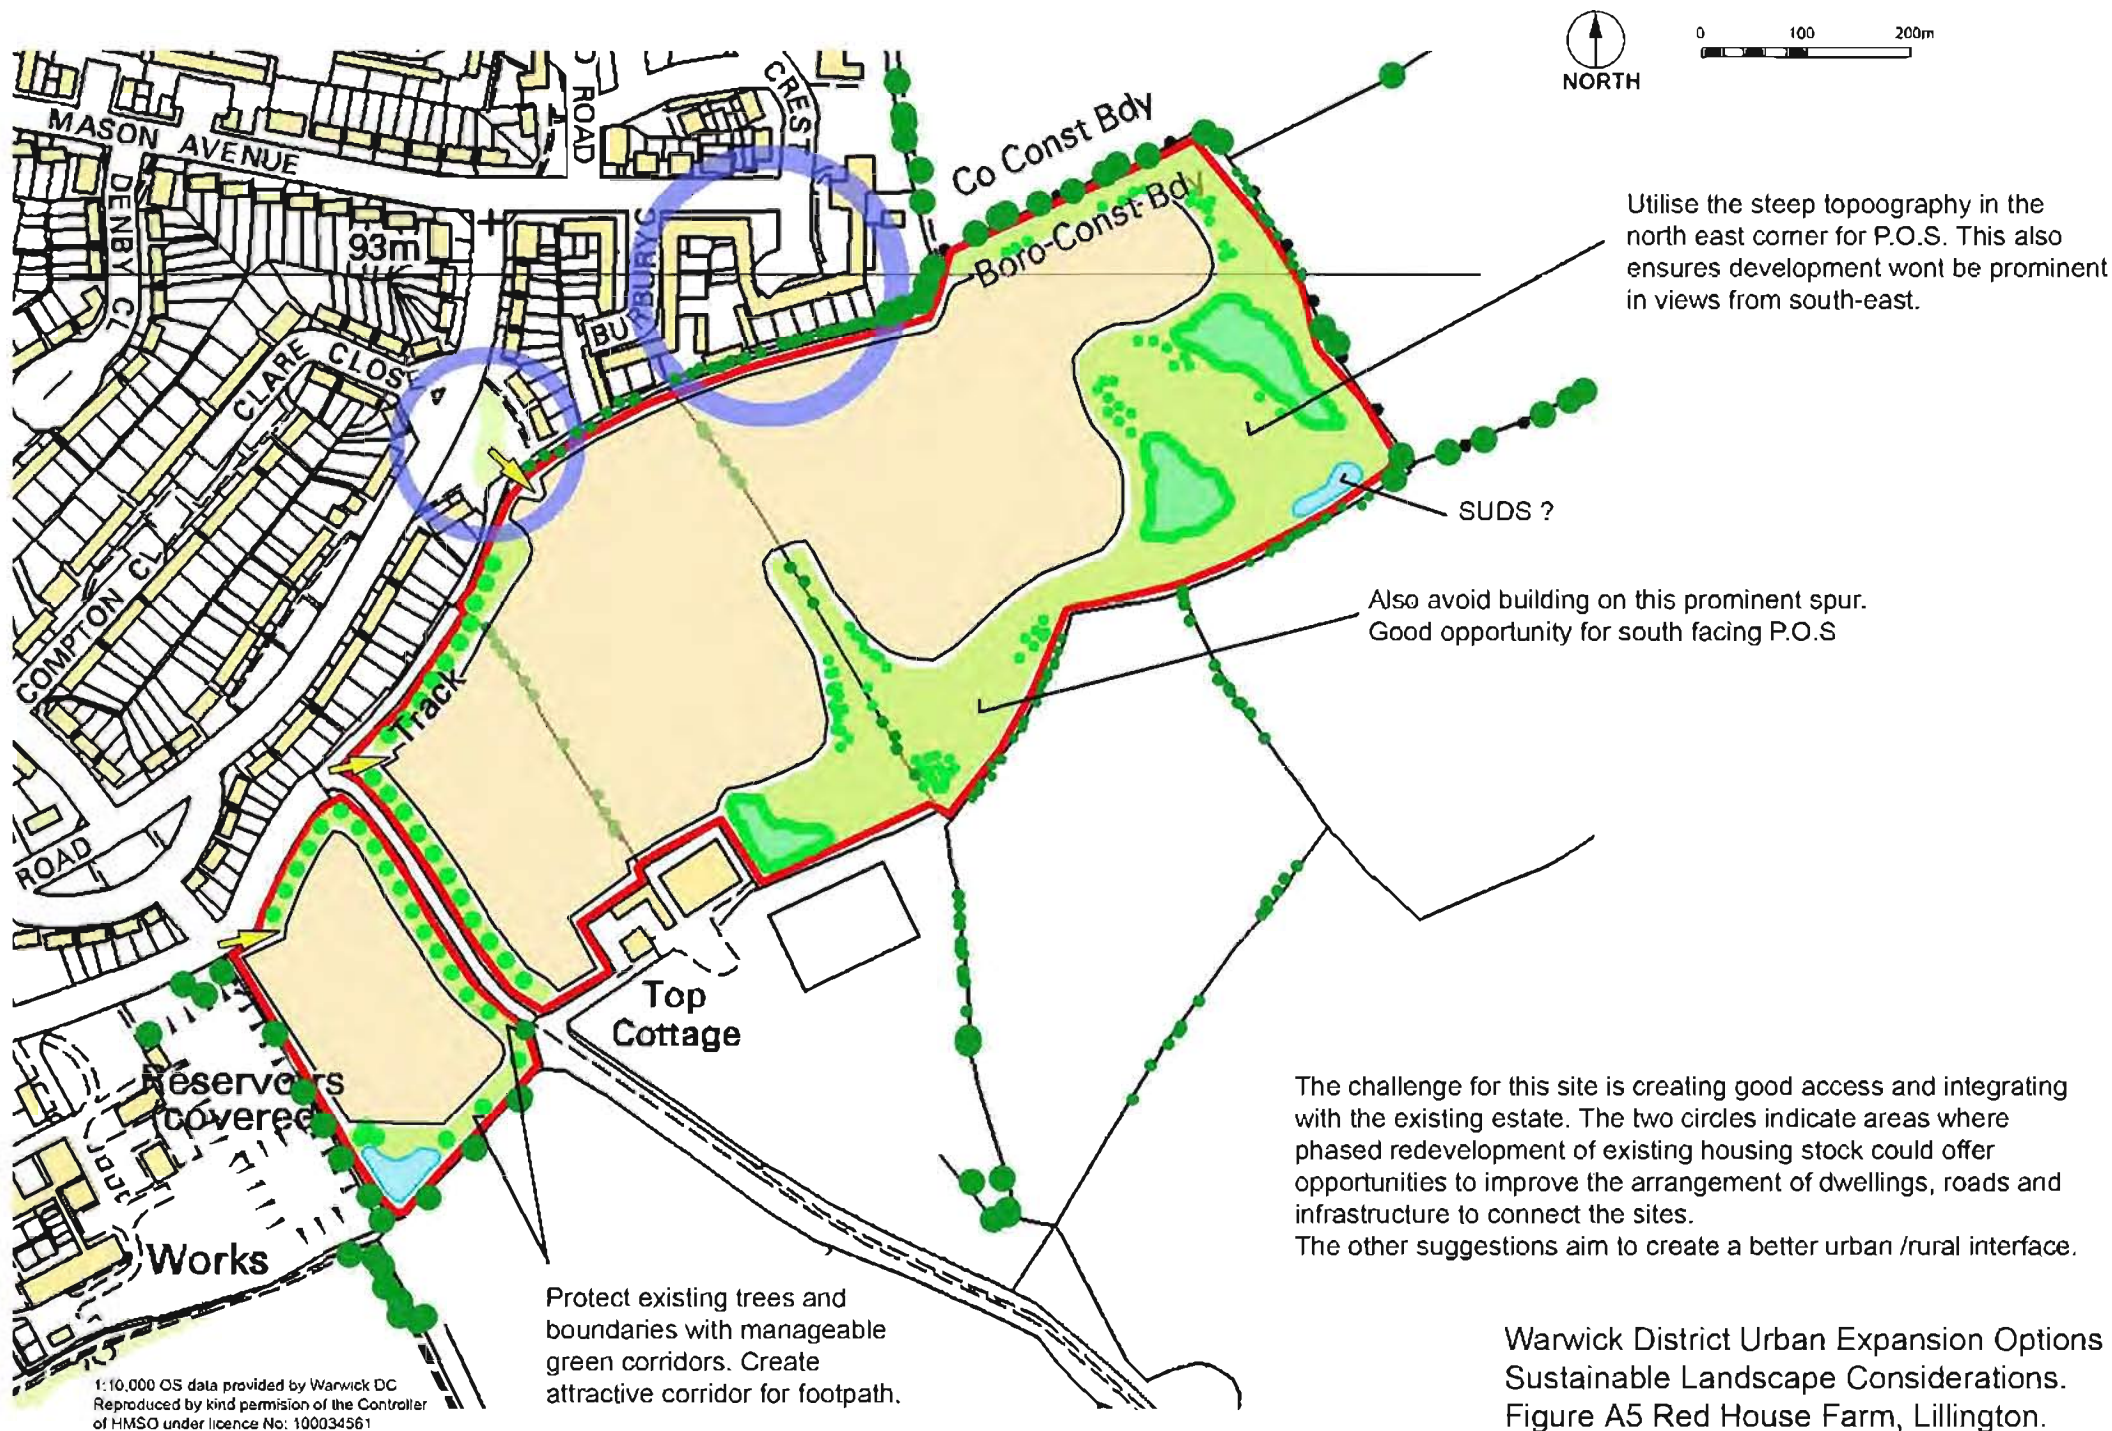 0 100 200m
NORTH
MASON AVENUE
DENBY CL
D ROAD
CREST
93m
BURBURY C
Co Const Bdy
Boro Const Bdy
CLARE CLOS
COMPTON CL
Track
ROAD
Utilise the steep topoography in the
north east corner for P.O.S. This also
ensures development wont be prominent
in views from south-east.
SUDS ?
Also avoid building on this prominent spur.
Good opportunity for south facing P.O.S
Top
Cottage
Reservoirs
covered
Works
The challenge for this site is creating good access and integrating
with the existing estate. The two circles indicate areas where
phased redevelopment of existing housing stock could offer
opportunities to improve the arrangement of dwellings, roads and
infrastructure to connect the sites.
The other suggestions aim to create a better urban /rural interface.
Protect existing trees and
boundaries with manageable
green corridors. Create
attractive corridor for footpath.
1:10,000 OS data provided by Warwick DC
Reproduced by kind permision of the Controller
of HMSO under licence No: 100034561
Warwick District Urban Expansion Options
Sustainable Landscape Considerations.
Figure A5 Red House Farm, Lillington.